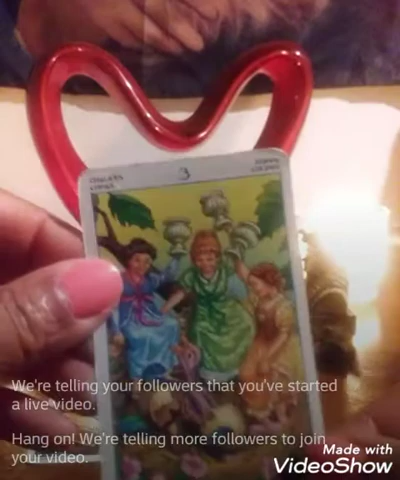 3
We're telling your followers that you've started
a live video.
Hang on! We're telling more followers to join
your video.
Made with
VideoShow